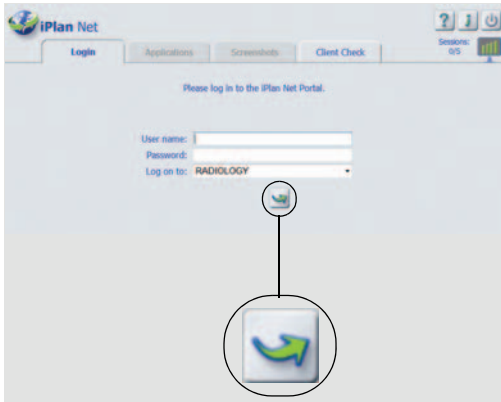 iPlan Net
? i
Login Applications Screenshots Client Check
Sessions:
0/5
Please log in to the iPlan Net Portal.
User name:
Password:
Log on to: RADIOLOGY